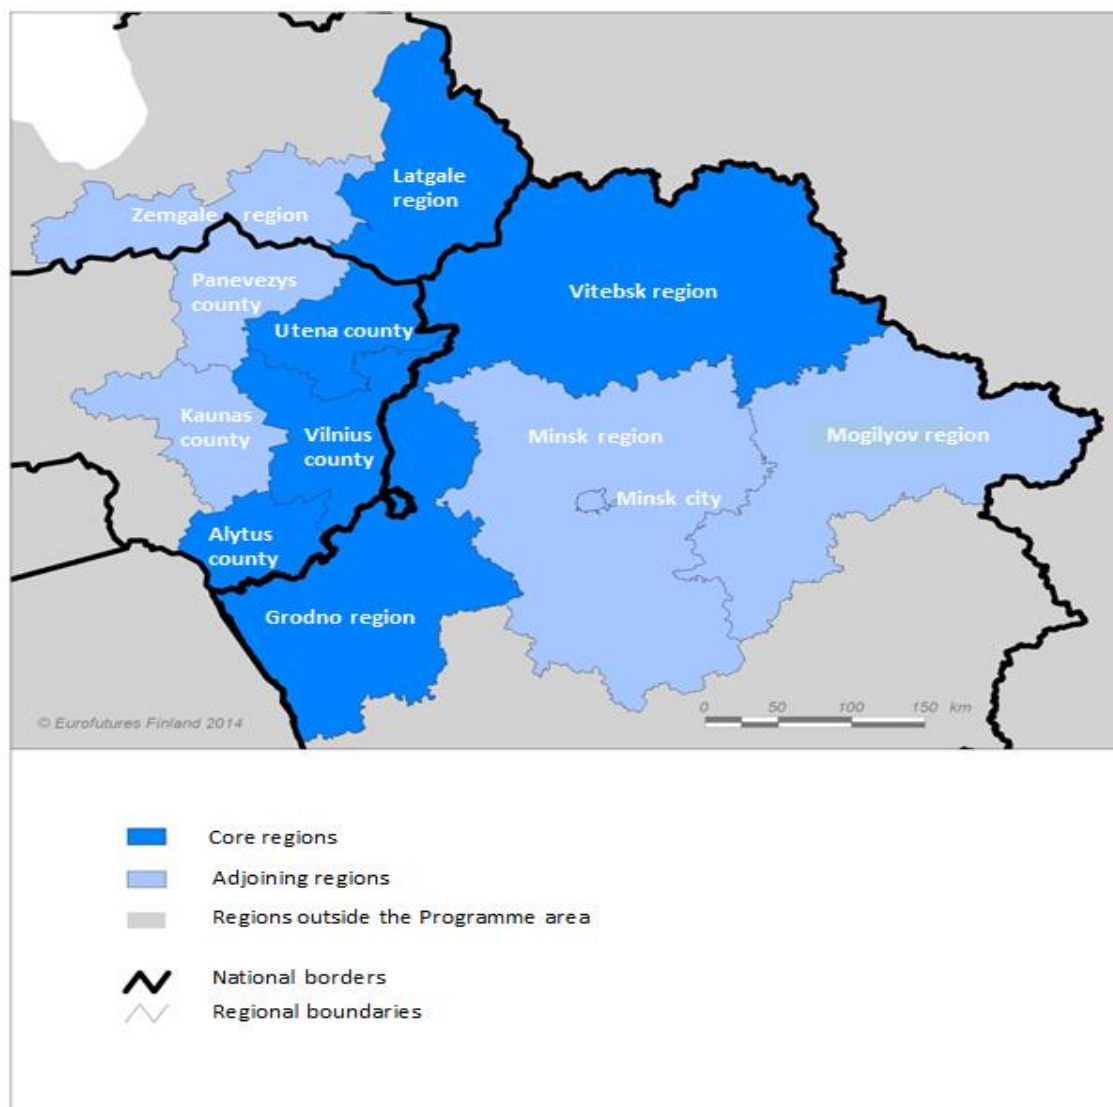 Latgale
region
Zemgale region
Panevezys
county
Vitebsk region
Utena county
Kaunas
county
Vilnius
county
Minsk region
Mogilyov region
Minsk city
Alytus
county
Grodno region
© Eurofutures Finland 2014
0 50 100 150 km
Core regions
Adjoining regions
Regions outside the Programme area
National borders
Regional boundaries